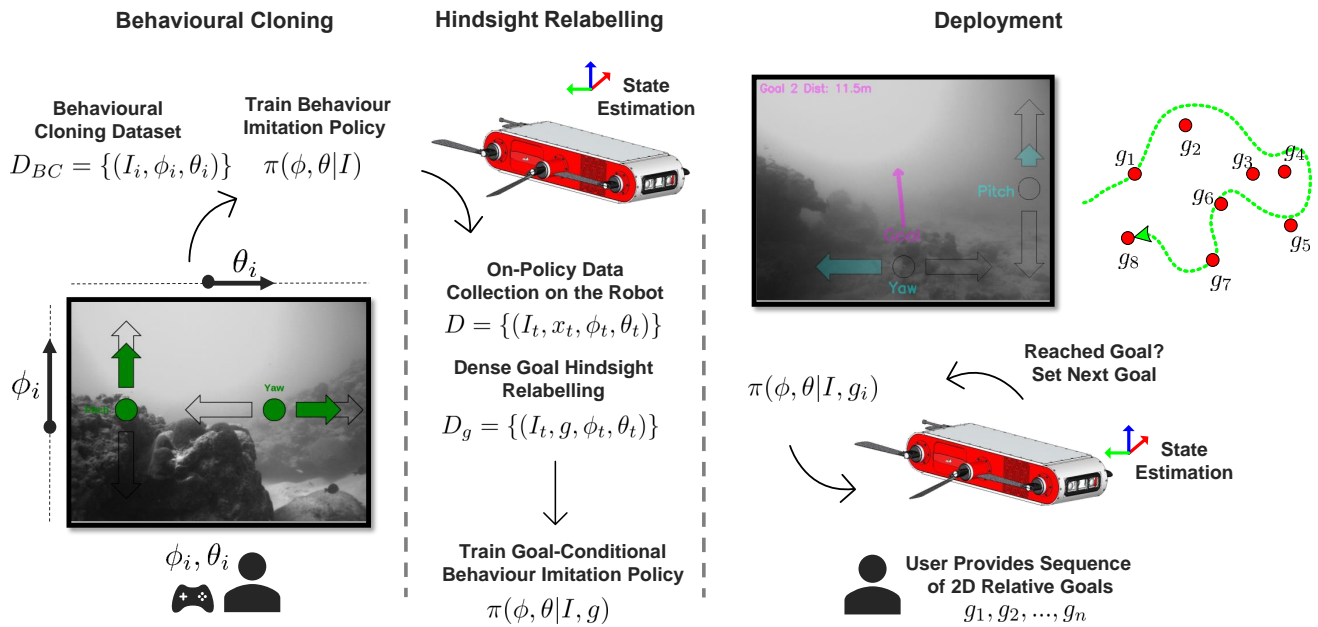 Behavioural Cloning
Behavioural
Cloning Dataset
D_{BC} = {(I_i, ϕ_i, θ_i)}
Train Behaviour
Imitation Policy
π(ϕ, θ|I)
θ_i
ϕ_i
Yaw
ϕ_i, θ_i
Hindsight Relabelling
State
Estimation
On-Policy Data
Collection on the Robot
D = {(I_t, x_t, ϕ_t, θ_t)}
Dense Goal Hindsight
Relabelling
D_g = {(I_t, g, ϕ_t, θ_t)}
Train Goal-Conditional
Behaviour Imitation Policy
π(ϕ, θ|I, g)
Deployment
Goal 2 Dist: 11.5m
Pitch
Goal
Yaw
g_1
g_2
g_3
g_4
g_6
g_5
g_8
g_7
Reached Goal?
Set Next Goal
π(ϕ, θ|I, g_i)
State
Estimation
User Provides Sequence
of 2D Relative Goals
g_1, g_2, ..., g_n